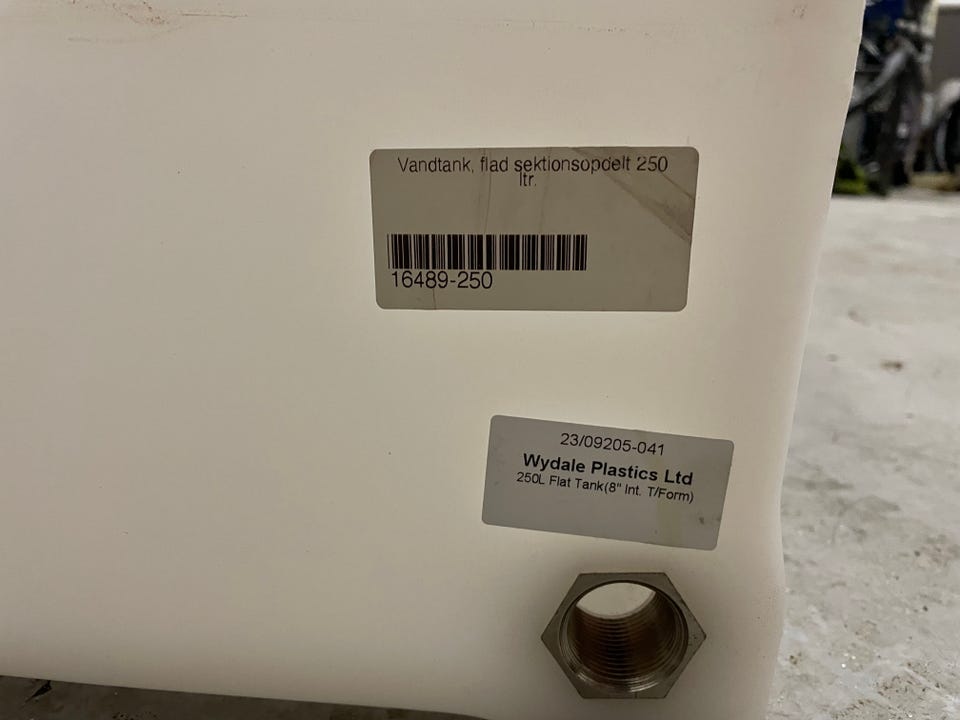 Vandtank, flad sektionsopdelt 250
ltr.
16489-250
23/09205-041
Wydale Plastics Ltd
250L Flat Tank(8" Int. T/Form)